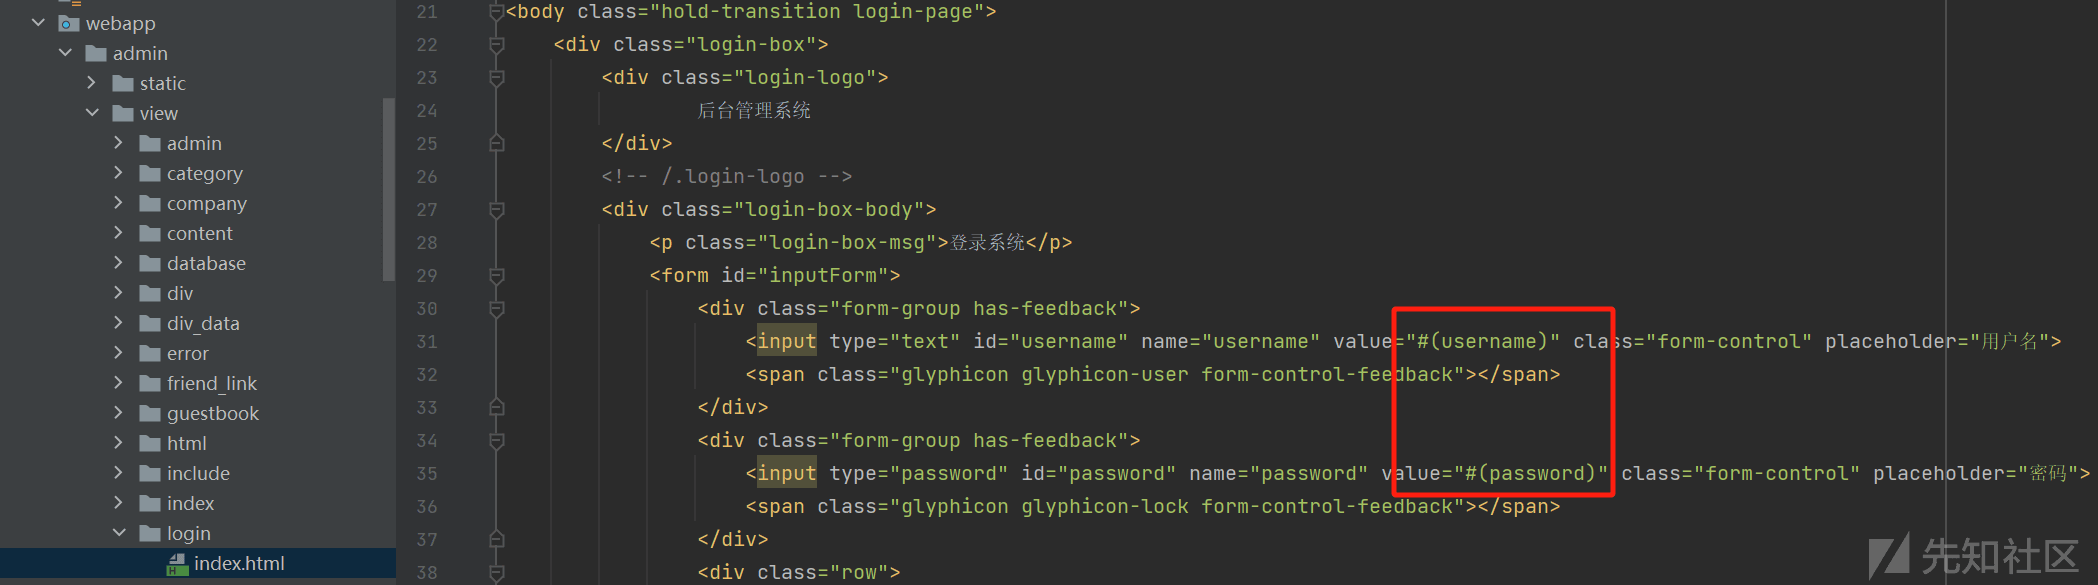 webapp
admin
static
view
admin
category
company
content
database
div
div_data
error
friend_link
guestbook
html
include
index
login
index.html
21 <body class="hold-transition login-page">
22 <div class="login-box">
23 <div class="login-logo">
24 后台管理系统
25 </div>
26 <!-- /.login-logo -->
27 <div class="login-box-body">
28 <p class="login-box-msg">登录系统</p>
29 <form id="inputForm">
30 <div class="form-group has-feedback">
31 <input type="text" id="username" name="username" value="#(username)" class="form-control" placeholder="用户名">
32 <span class="glyphicon glyphicon-user form-control-feedback"></span>
33 </div>
34 <div class="form-group has-feedback">
35 <input type="password" id="password" name="password" value="#(password)" class="form-control" placeholder="密码">
36 <span class="glyphicon glyphicon-lock form-control-feedback"></span>
37 </div>
38 <div class="row">
先知社区